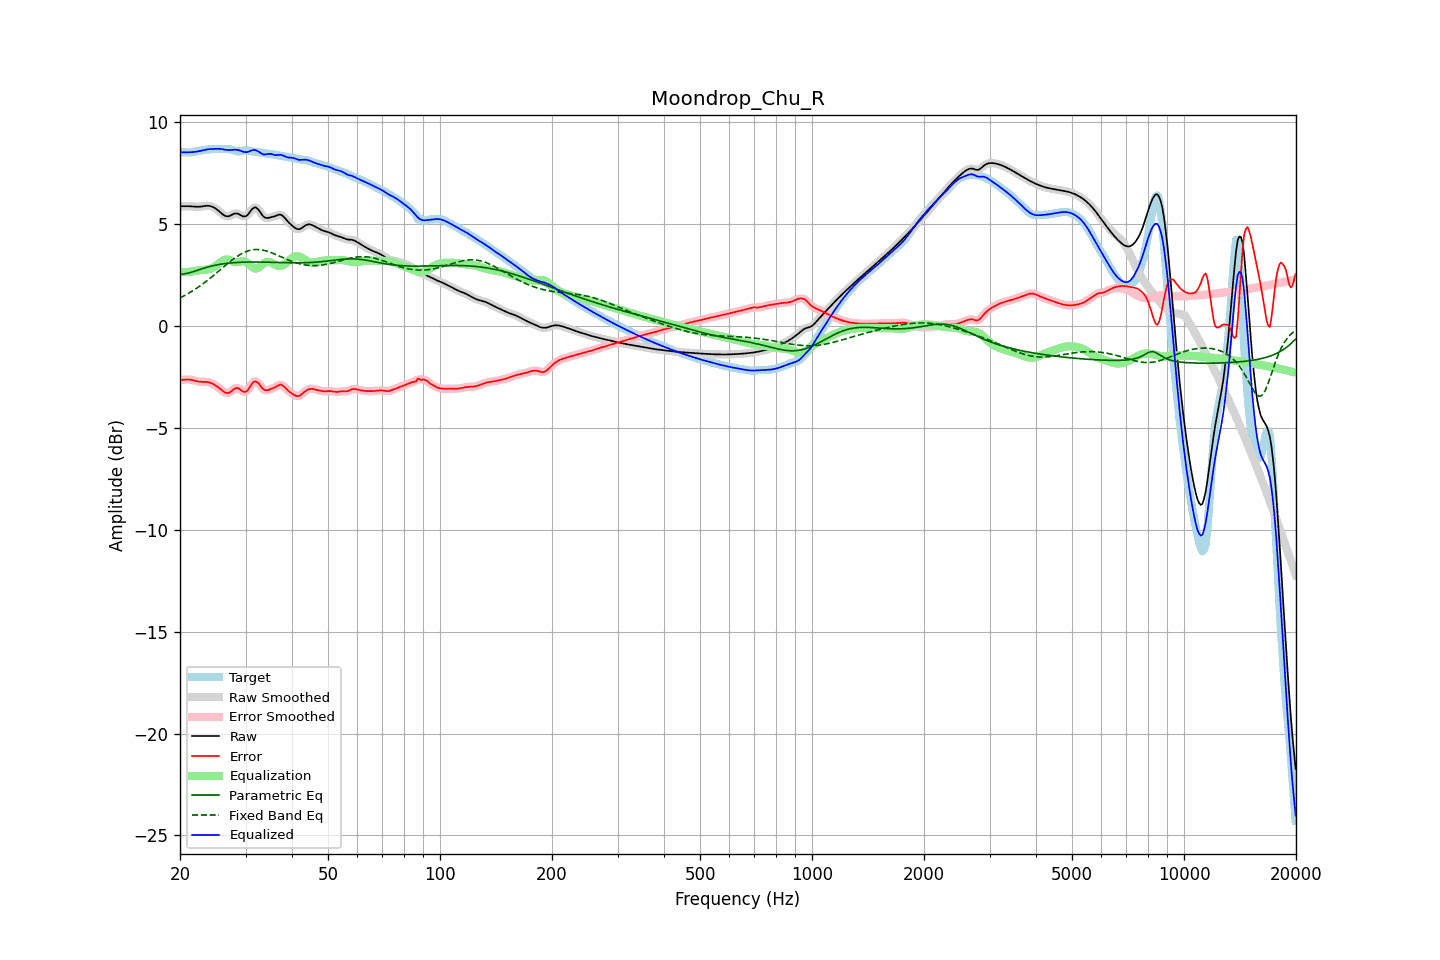 Moondrop_Chu_R
10
5
0
−5
−10
−15
−20
−25
Amplitude (dBr)
Target
Raw Smoothed
Error Smoothed
Raw
Error
Equalization
Parametric Eq
Fixed Band Eq
Equalized
20 50 100 200 500 1000 2000 5000 10000 20000
Frequency (Hz)